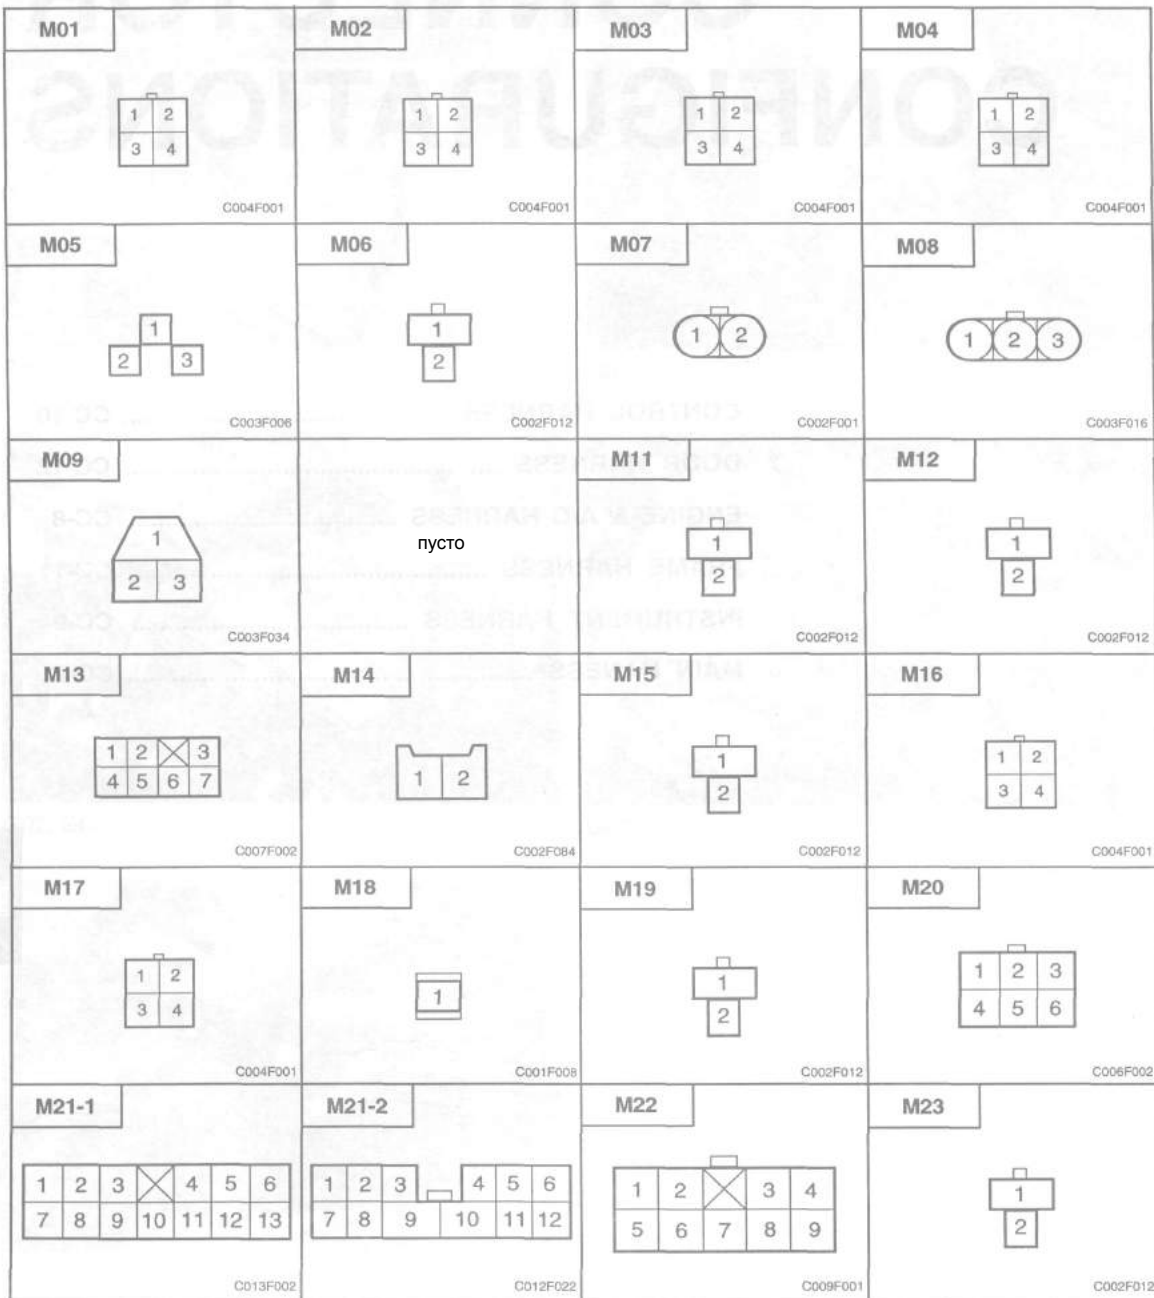 M01
M02
M03
M04
1 2
3 4
C004F001
1 2
3 4
C004F001
1 2
3 4
C004F001
1 2
3 4
C004F001
M05
M06
M07
M08
1
2 3
C003F006
1
2
C002F012
1 2
C002F001
1 2 3
C003F016
M09
M11
M12
1
2 3
C003F034
пусто
1
2
C002F012
1
2
C002F012
M13
M14
M15
M16
1 2 3
4 5 6 7
C007F002
1 2
C002F084
1
2
C002F012
1 2
3 4
C004F001
M17
M18
M19
M20
1 2
3 4
C004F001
1
C001F008
1
2
C002F012
1 2 3
4 5 6
C006F002
M21-1
M21-2
M22
M23
1 2 3 4 5 6
7 8 9 10 11 12 13
C013F002
1 2 3 4 5 6
7 8 9 10 11 12
C012F022
1 2 3 4
5 6 7 8 9
C009F001
1
2
C002F012